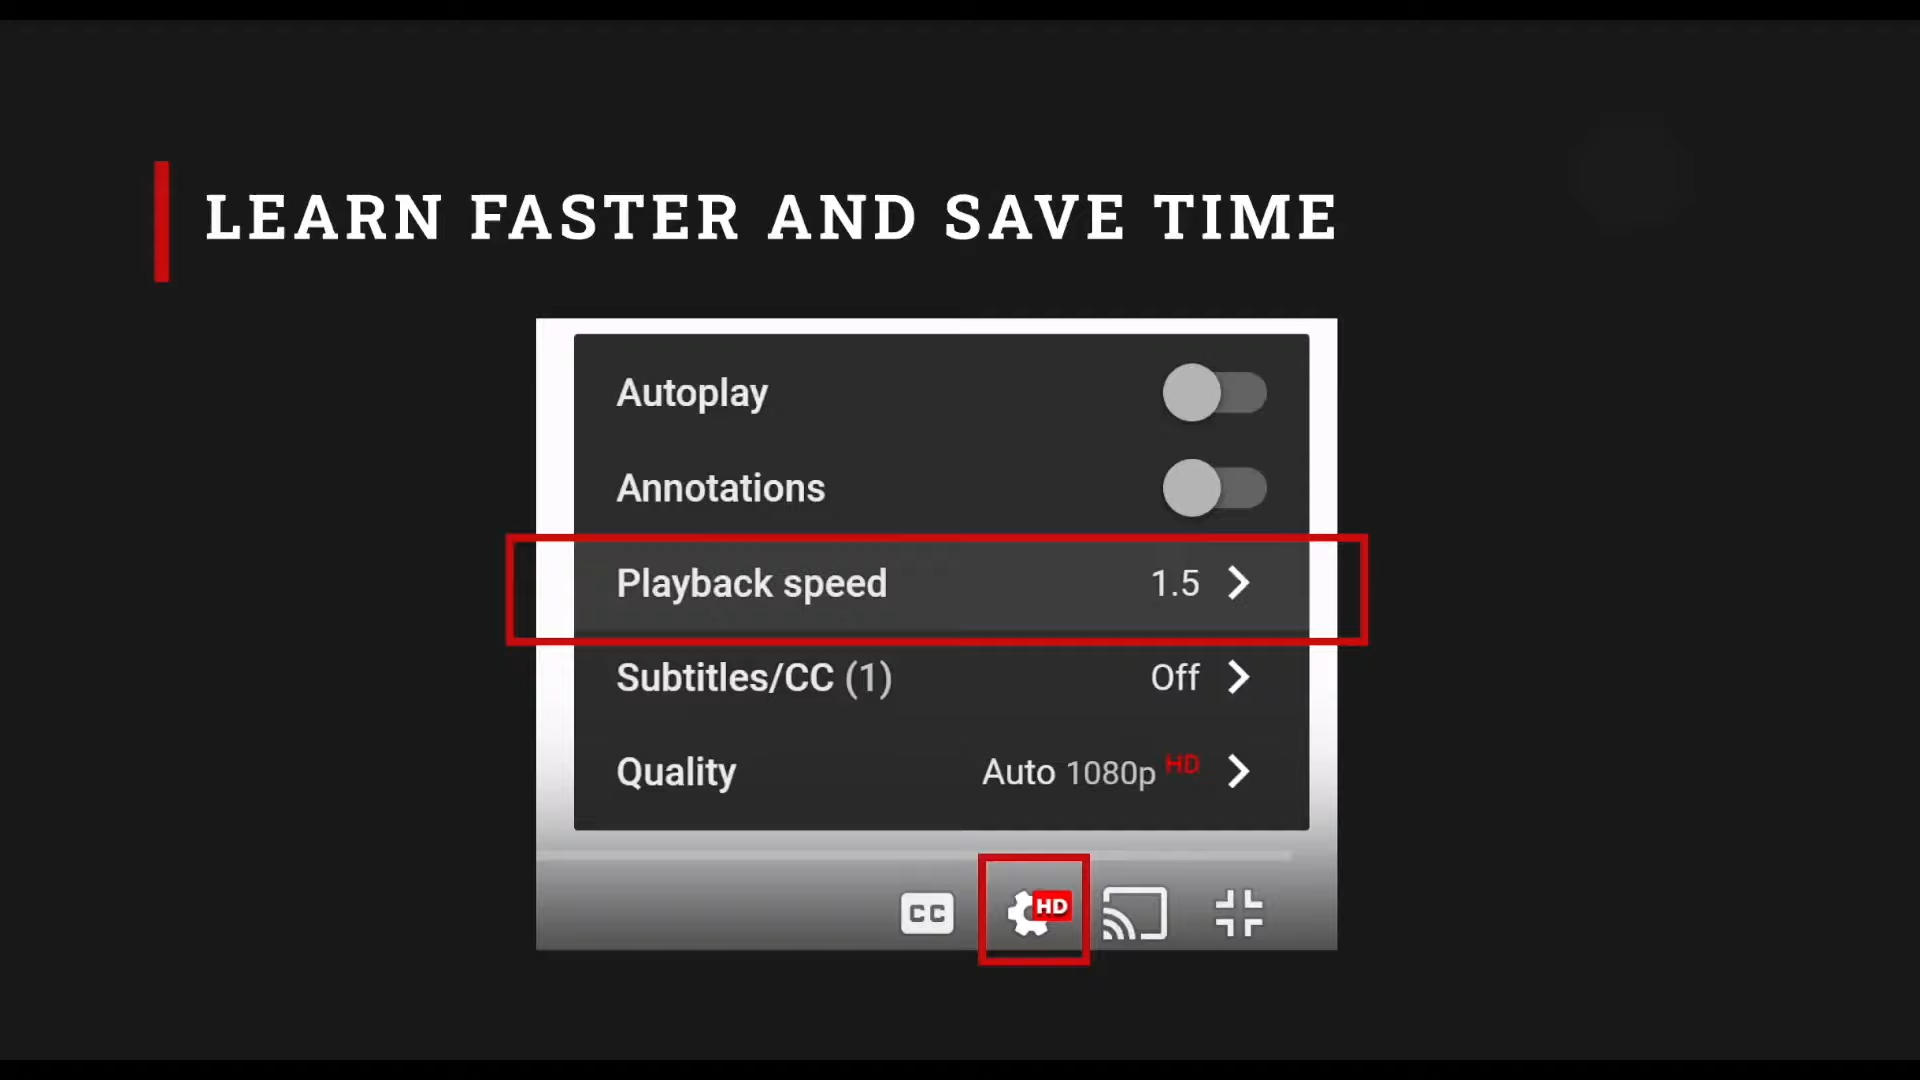 LEARN FASTER AND SAVE TIME
Autoplay
Annotations
Playback speed 1.5
Subtitles/CC (1) Off
Quality Auto 1080p HD
CC HD